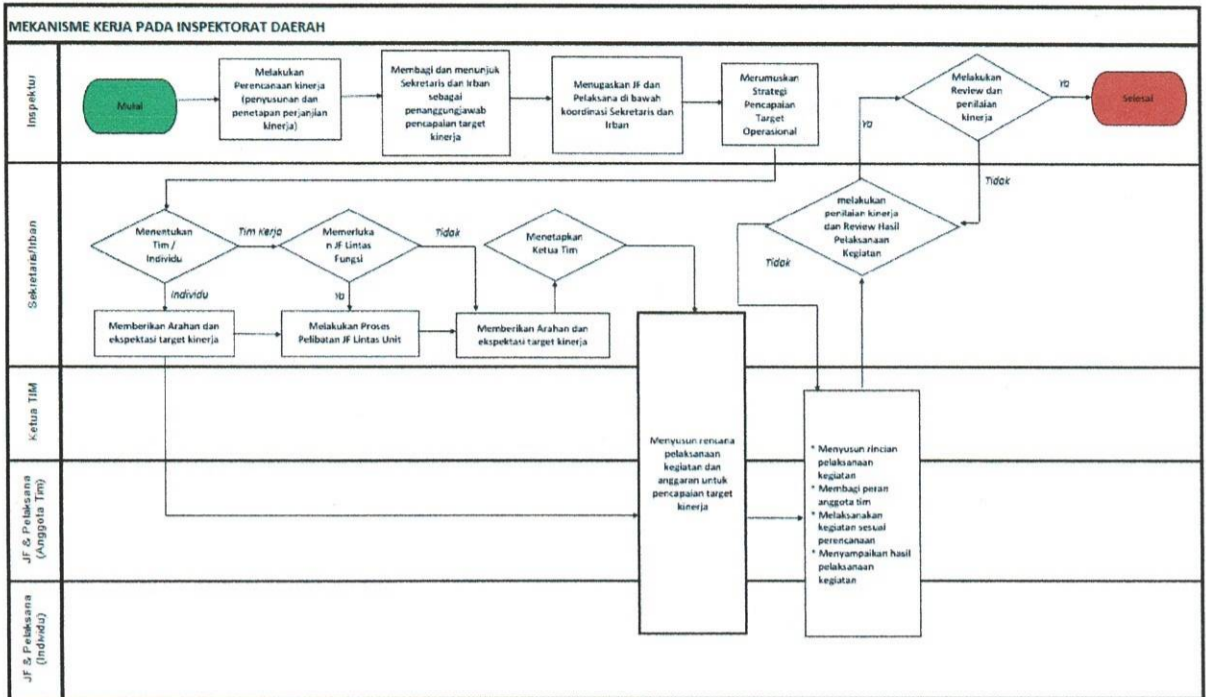 MEKANISME KERJA PADA INSPEKTORAT DAERAH
Inspektur
Mulai
Melakukan
Perencanaan kinerja
(penyusunan dan
penetapan perjanjian
kinerja)
Membagi dan menunjuk
Sekretaris dan Irban
sebagai
penanggungjawab
pencapaian target
kinerja
Menugaskan JF dan
Pelaksana di bawah
koordinasi Sekretaris dan
Irban
Merumuskan
Strategi
Pencapaian
Target
Operasional
Melakukan
Review dan
penilaian
kinerja
Ya
Selesai
Ya
Tidak
Sekretaris/Irban
Menentukan
Tim /
Individu
Tim Kerja
Memerluka
n JF Lintas
Fungsi
Tidak
Menetapkan
Ketua Tim
melakukan
penilaian kinerja
dan Review Hasil
Pelaksanaan
Kegiatan
Tidak
Individu
Ya
Memberikan Arahan dan
ekspektasi target kinerja
Melakukan Proses
Pelibatan JF Lintas Unit
Memberikan Arahan dan
ekspektasi target kinerja
Ketua TIM
Menyusun rencana
pelaksanaan
kegiatan dan
anggaran untuk
pencapaian target
kinerja
* Menyusun rincian
pelaksanaan
kegiatan
* Membagi peran
anggota tim
* Melaksanakan
kegiatan sesuai
perencanaan
* Menyampaikan hasil
pelaksanaan
kegiatan
JF & Pelaksana
(Anggota Tim)
JF & Pelaksana
(Individu)